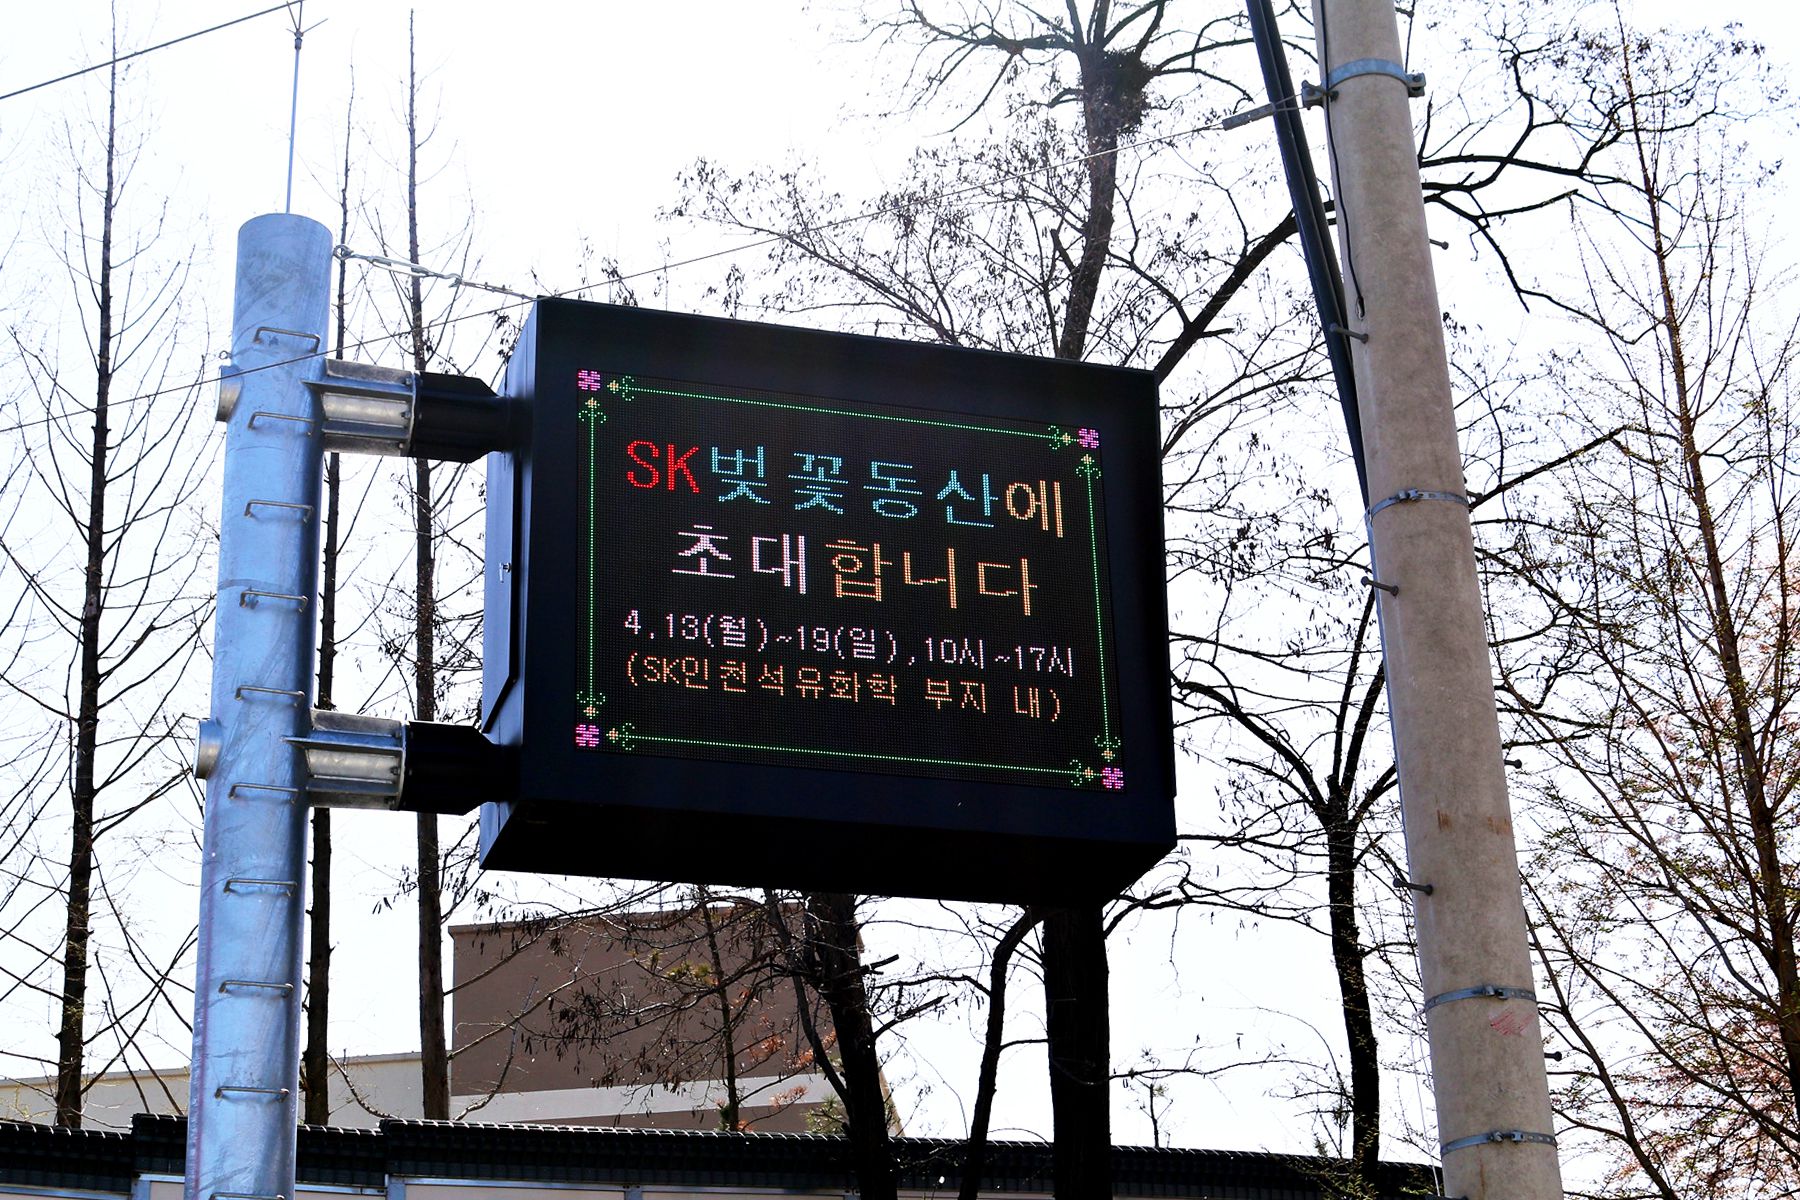 SK벚꽃동산에
초대합니다
4.13(월)~19(일),10시~17시
(SK인천석유화학 부지 내)